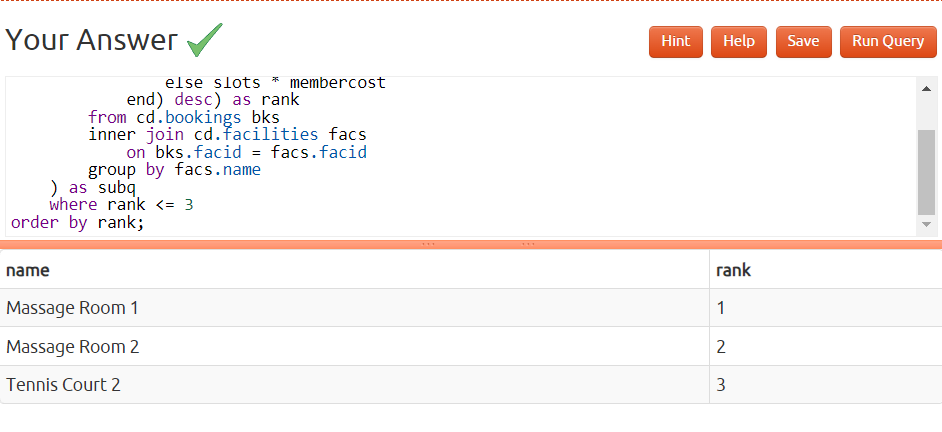 Your Answer
Hint Help Save Run Query
else slots * membercost
end) desc) as rank
from cd.bookings bks
inner join cd.facilities facs
on bks.facid = facs.facid
group by facs.name
) as subq
where rank <= 3
order by rank;
name rank
Massage Room 1 1
Massage Room 2 2
Tennis Court 2 3